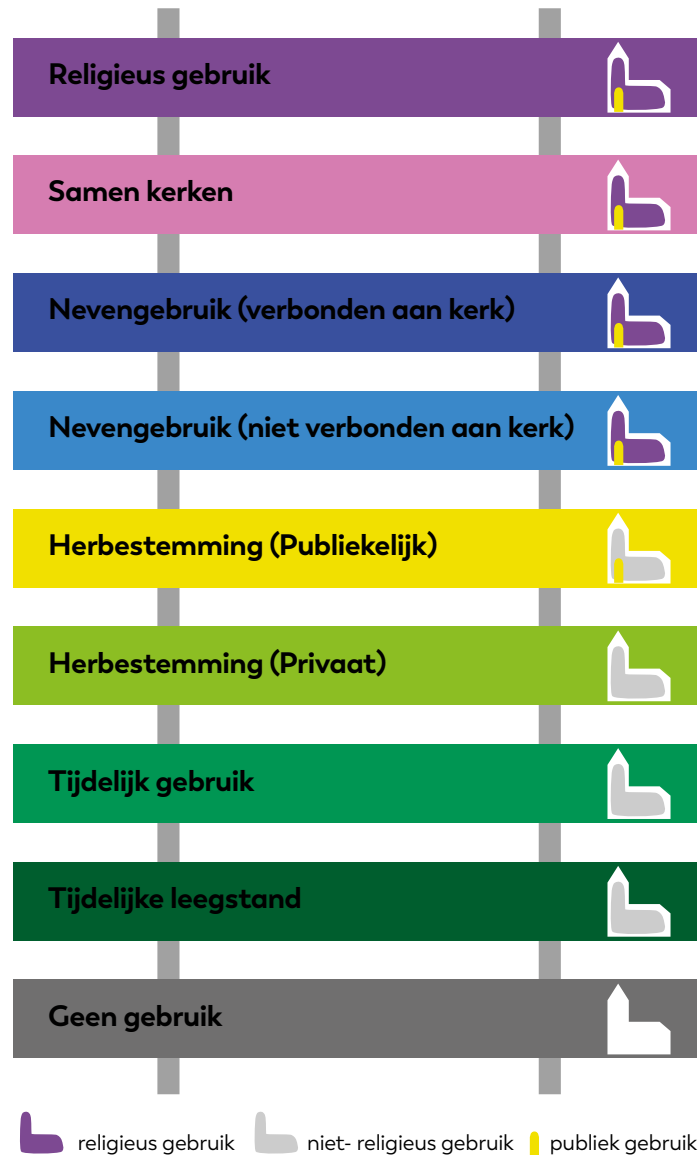 Religieus gebruik
Samen kerken
Nevengebruik (verbonden aan kerk)
Nevengebruik (niet verbonden aan kerk)
Herbestemming (Publiekelijk)
Herbestemming (Privaat)
Tijdelijk gebruik
Tijdelijke leegstand
Geen gebruik
religieus gebruik niet- religieus gebruik publiek gebruik